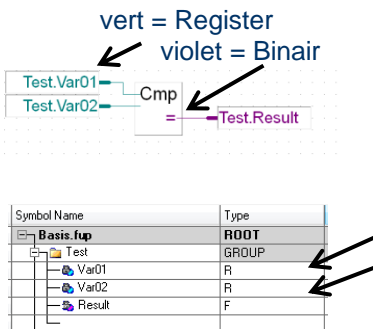 vert = Register
violet = Binair
Test.Var01
Test.Var02
Cmp
=
Test.Result
Symbol Name Type
Basis.fup ROOT
Test GROUP
Var01 R
Var02 R
Result F